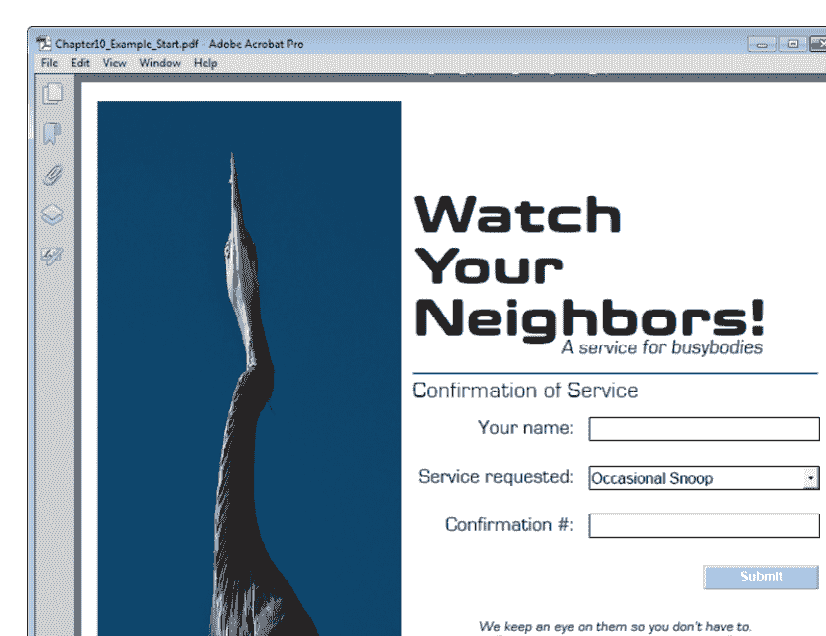 Chapter10_Example_Start.pdf - Adobe Acrobat Pro
File Edit View Window Help
Watch
Your
Neighbors!
A service for busybodies
Confirmation of Service
Your name:
Service requested: Occasional Snoop
Confirmation #:
Submit
We keep an eye on them so you don't have to.